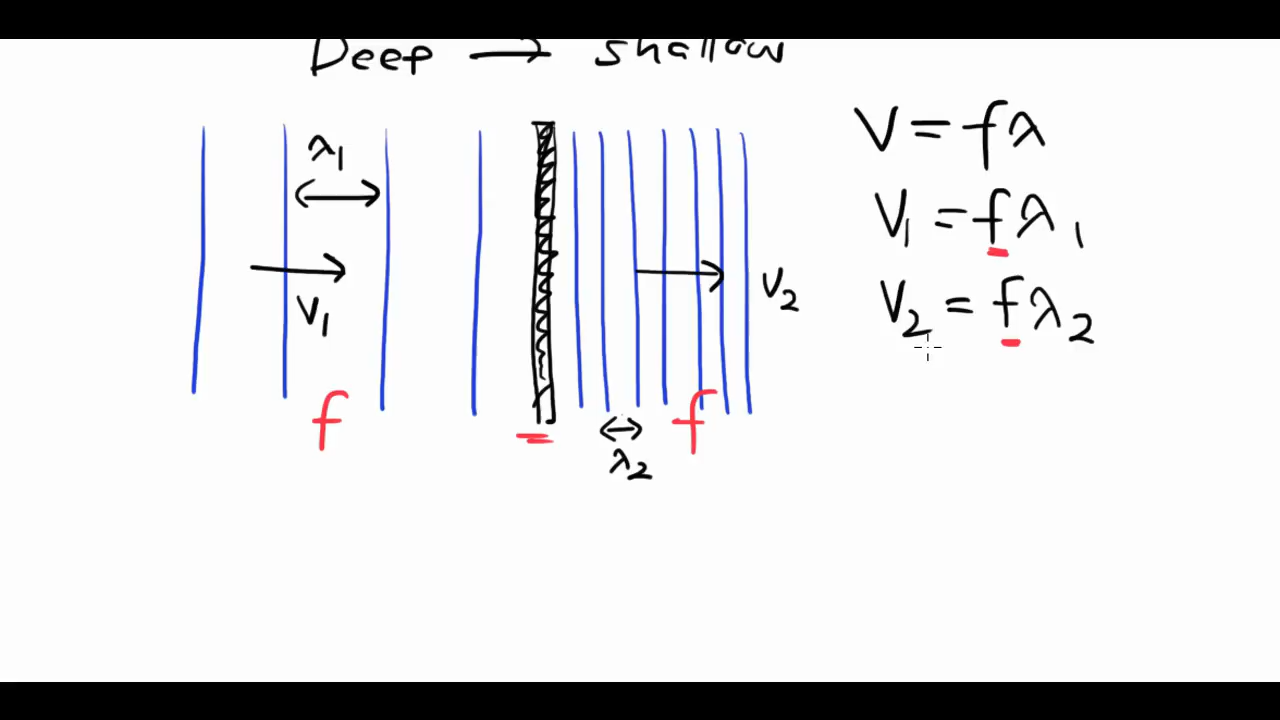 Deep → shallow
λ1
V1
V2
f
f
λ2
V = fλ
V1 = fλ1
V2 = fλ2